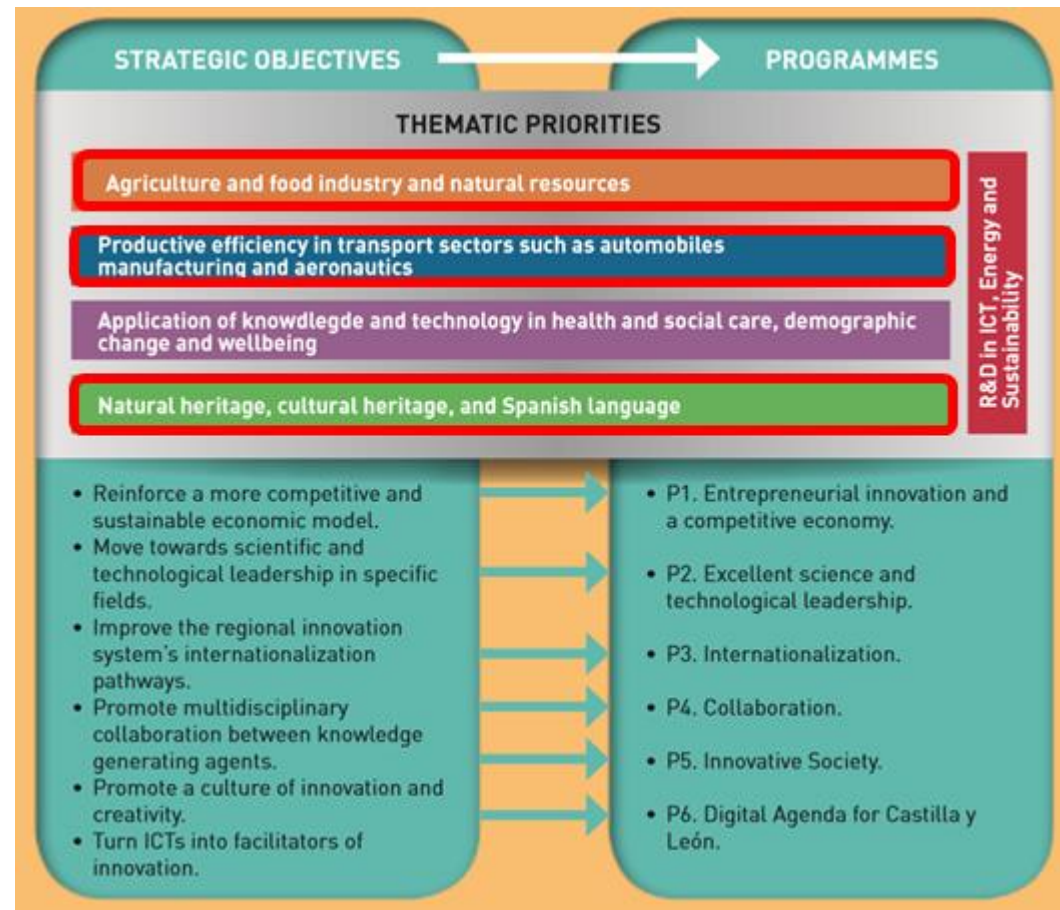 STRATEGIC OBJECTIVES
PROGRAMMES
THEMATIC PRIORITIES
Agriculture and food industry and natural resources
Productive efficiency in transport sectors such as automobiles
manufacturing and aeronautics
Application of knowdlegde and technology in health and social care, demographic
change and wellbeing
Natural heritage, cultural heritage, and Spanish language
R&D in ICT, Energy and
Sustainability
• Reinforce a more competitive and
sustainable economic model.
• Move towards scientific and
technological leadership in specific
fields.
• Improve the regional innovation
system's internationalization
pathways.
• Promote multidisciplinary
collaboration between knowledge
generating agents.
• Promote a culture of innovation and
creativity.
• Turn ICTs into facilitators of
innovation.
• P1. Entrepreneurial innovation and
a competitive economy.
• P2. Excellent science and
technological leadership.
• P3. Internationalization.
• P4. Collaboration.
• P5. Innovative Society.
• P6. Digital Agenda for Castilla y
León.